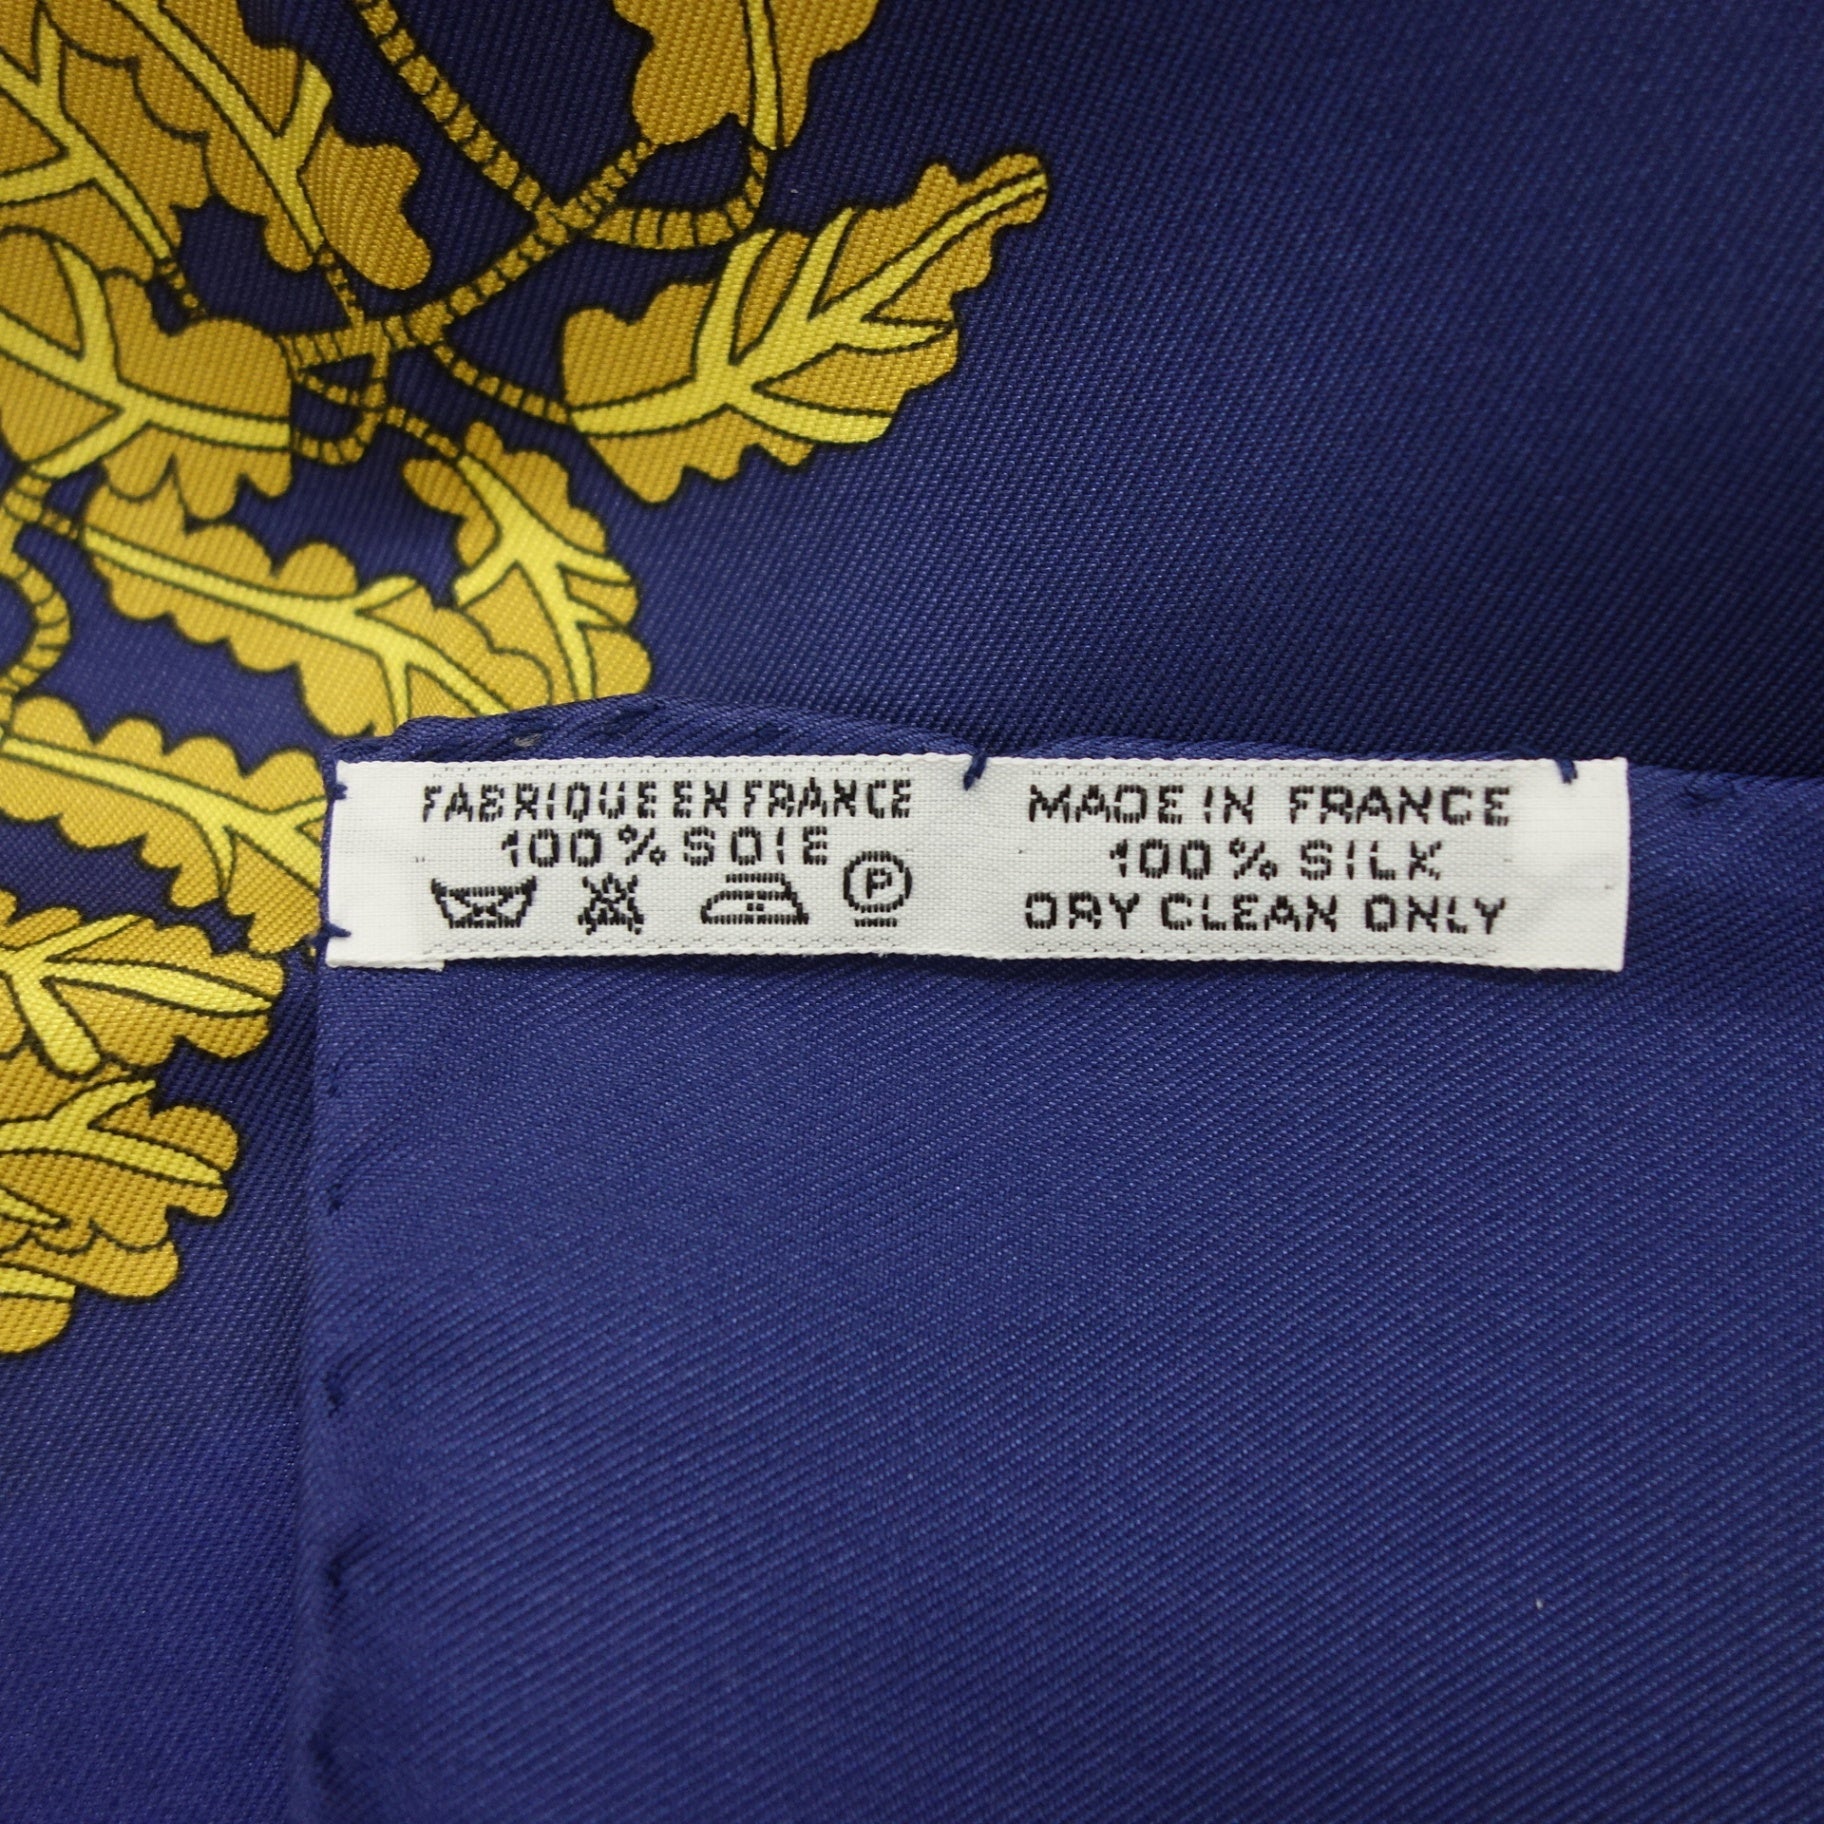 FABRIQUE EN FRANCE
100% SOIE
P
MADE IN FRANCE
100% SILK
DRY CLEAN ONLY